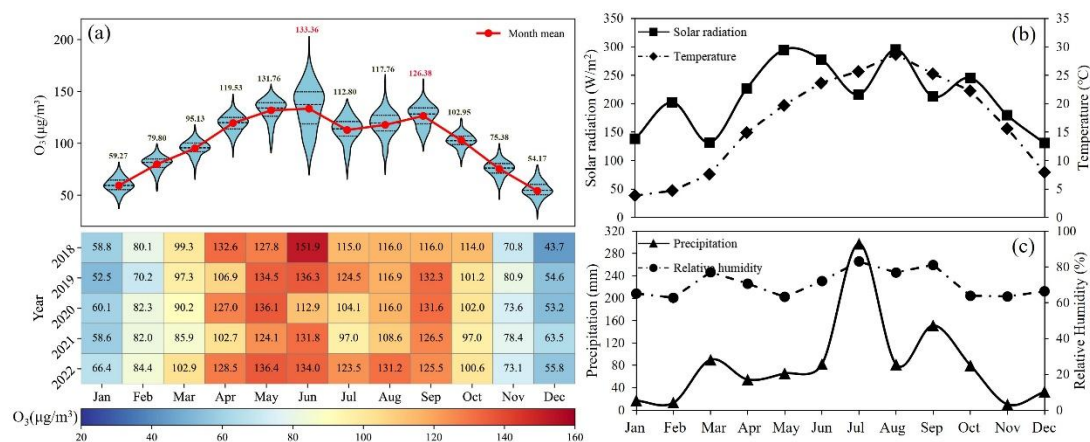 (a)
Month mean
O₃(μg/m³)
200
150
100
50
59.27
79.80
95.13
119.53
131.76
133.36
112.80
117.76
126.38
102.95
75.38
54.17
Year
2018 58.8 80.1 99.3 132.6 127.8 151.9 115.0 116.0 116.0 114.0 70.8 43.7
2019 52.5 70.2 97.3 106.9 134.5 136.3 124.5 116.9 132.3 101.2 80.9 54.6
2020 60.1 82.3 90.2 127.0 136.1 112.9 104.1 116.0 131.6 102.0 73.6 53.2
2021 58.6 82.0 85.9 102.7 124.1 131.8 97.0 108.6 126.5 97.0 78.4 63.5
2022 66.4 84.4 102.9 128.5 136.4 134.0 123.5 131.2 125.5 100.6 73.1 55.8
Jan Feb Mar Apr May Jun Jul Aug Sep Oct Nov Dec
O₃(μg/m³)
20 40 60 80 100 120 140 160
(b)
Solar radiation
Temperature
Solar radiation (W/m²)
350
300
250
200
150
100
50
0
Temperature (℃)
35
30
25
20
15
10
5
0
(c)
Precipitation
Relative humidity
Precipitation (mm)
320
280
240
200
160
120
80
40
0
Relative Humidity (%)
100
80
60
40
20
0
Jan Feb Mar Apr May Jun Jul Aug Sep Oct Nov Dec